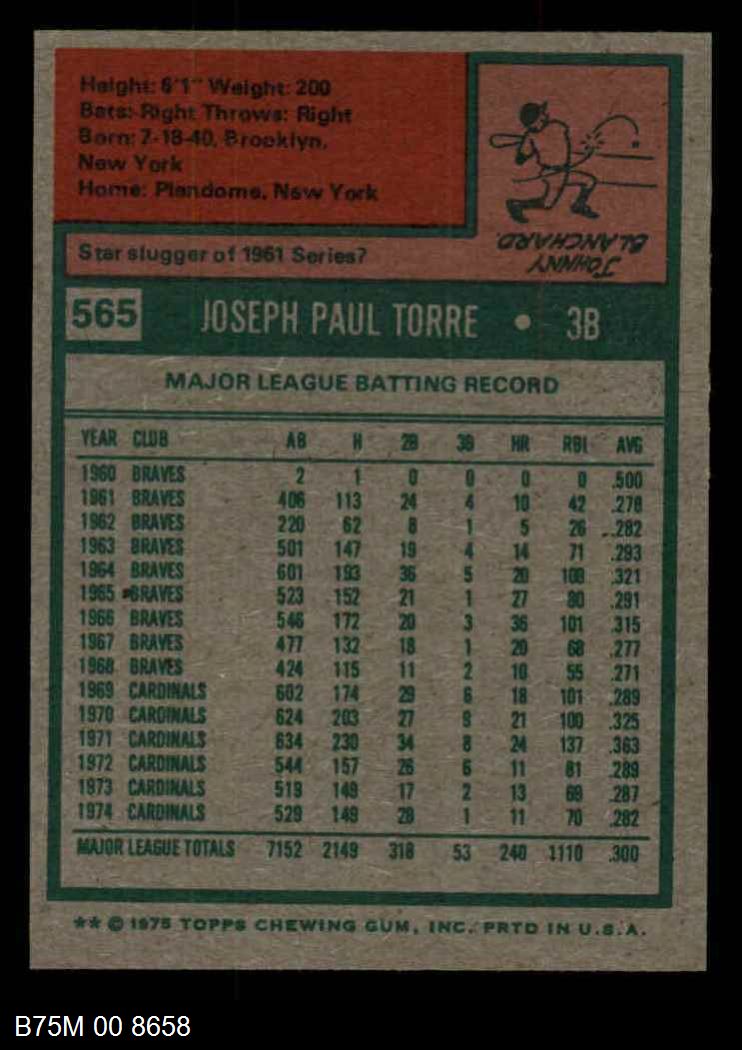 Height: 6'1" Weight: 200
Bats: Right Throws: Right
Born: 7-18-40, Brooklyn,
New York
Home: Plandome, New York
Star slugger of 1961 Series?
JOHNNY
BLANCHARD.
565 JOSEPH PAUL TORRE • 3B
MAJOR LEAGUE BATTING RECORD
YEAR CLUB AB H 2B 3B HR RBI AVG
1960 BRAVES 2 1 0 0 0 0 .500
1961 BRAVES 406 113 24 4 10 42 .278
1962 BRAVES 220 62 8 1 5 26 .282
1963 BRAVES 501 147 19 4 14 71 .293
1964 BRAVES 601 193 36 5 20 109 .321
1965 BRAVES 523 152 21 1 27 80 .291
1966 BRAVES 546 172 20 3 36 101 .315
1967 BRAVES 477 132 18 1 20 68 .277
1968 BRAVES 424 115 11 2 10 55 .271
1969 CARDINALS 602 174 29 6 18 101 .289
1970 CARDINALS 624 203 27 9 21 100 .325
1971 CARDINALS 634 230 34 8 24 137 .363
1972 CARDINALS 544 157 26 6 11 81 .289
1973 CARDINALS 519 149 17 2 13 69 .287
1974 CARDINALS 529 149 28 1 11 70 .282
MAJOR LEAGUE TOTALS 7152 2149 318 53 240 1110 .300
** © 1975 TOPPS CHEWING GUM, INC. PRTD IN U.S.A.
B75M 00 8658